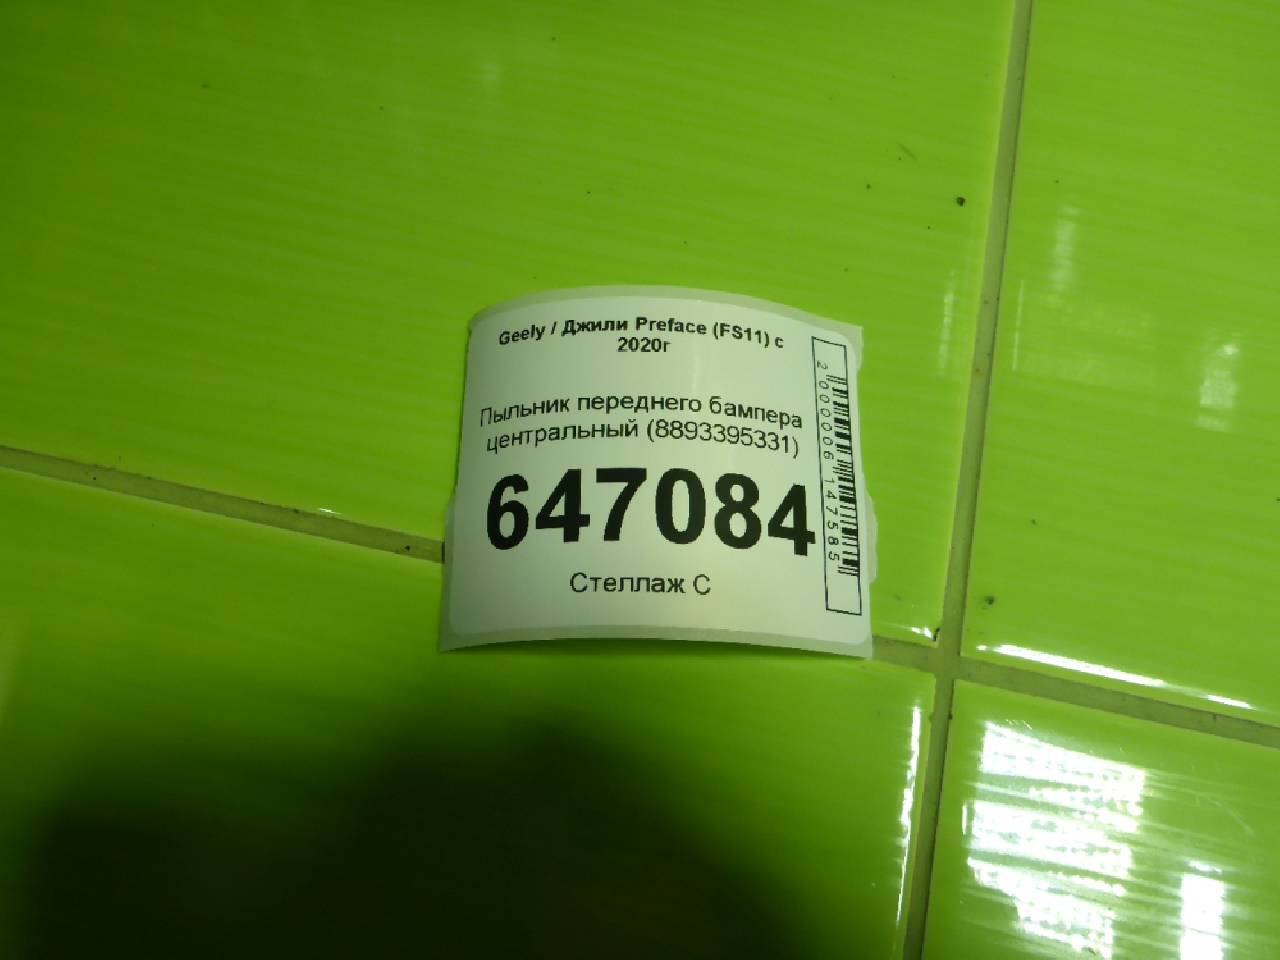 Geely / Джили Preface (FS11) с
2020г
Пыльник переднего бампера
центральный (8893395331)
647084
Стеллаж С
2000006147585